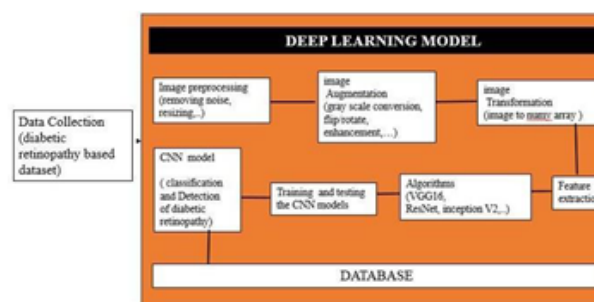 DEEP LEARNING MODEL
Data Collection
(diabetic
retinopathy based
dataset)
Image preprocessing
(removing noise,
resizing,..)
image
Augmentation
(gray scale conversion,
flip/rotate,
enhancement,…)
image
Transformation
(image to numy array )
Feature
extraction
Algorithms
(VGG16,
ResNet, inception V2,..)
Training and testing
the CNN models
CNN model
( classification
and Detection
of diabetic
retinopathy)
DATABASE